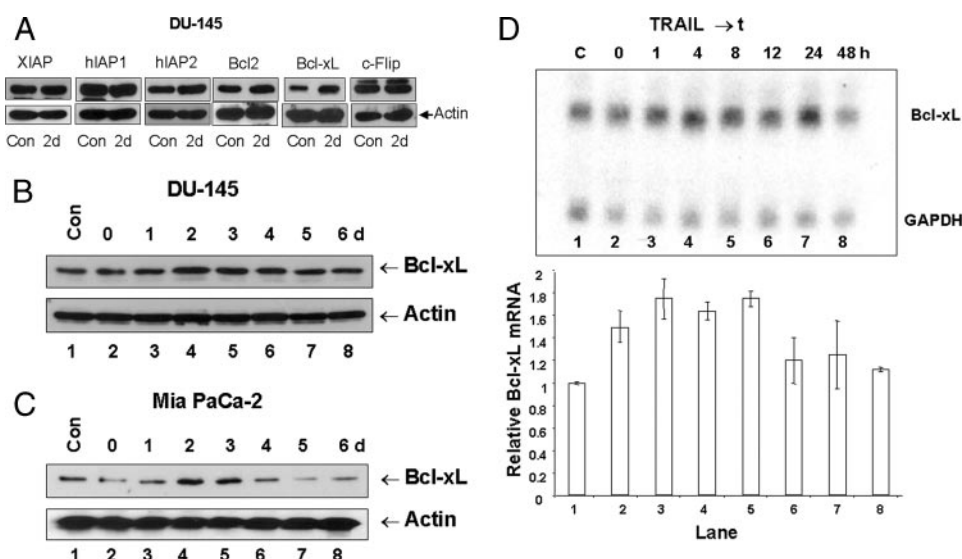 A
DU-145
XIAP hIAP1 hIAP2 Bcl2 Bcl-xL c-Flip
←Actin
Con 2d Con 2d Con 2d Con 2d Con 2d Con 2d
B
DU-145
Con 0 1 2 3 4 5 6 d
← Bcl-xL
← Actin
1 2 3 4 5 6 7 8
C
Mia PaCa-2
Con 0 1 2 3 4 5 6 d
← Bcl-xL
← Actin
1 2 3 4 5 6 7 8
D
TRAIL → t
C 0 1 4 8 12 24 48 h
Bcl-xL
GAPDH
1 2 3 4 5 6 7 8
Relative Bcl-xL mRNA
2
1.8
1.6
1.4
1.2
1
0.8
0.6
0.4
0.2
0
1 2 3 4 5 6 7 8
Lane